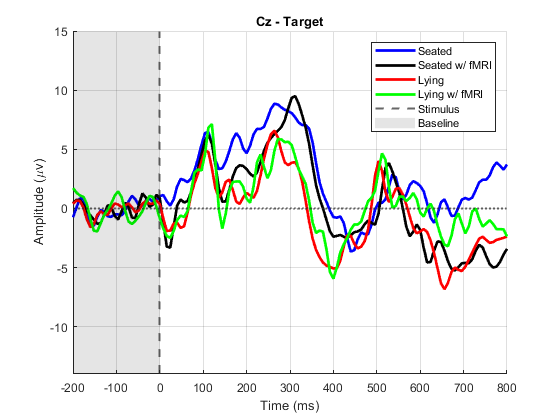 Cz - Target
15
10
5
0
-5
-10
Amplitude (μv)
-200 -100 0 100 200 300 400 500 600 700 800
Time (ms)
Seated
Seated w/ fMRI
Lying
Lying w/ fMRI
Stimulus
Baseline